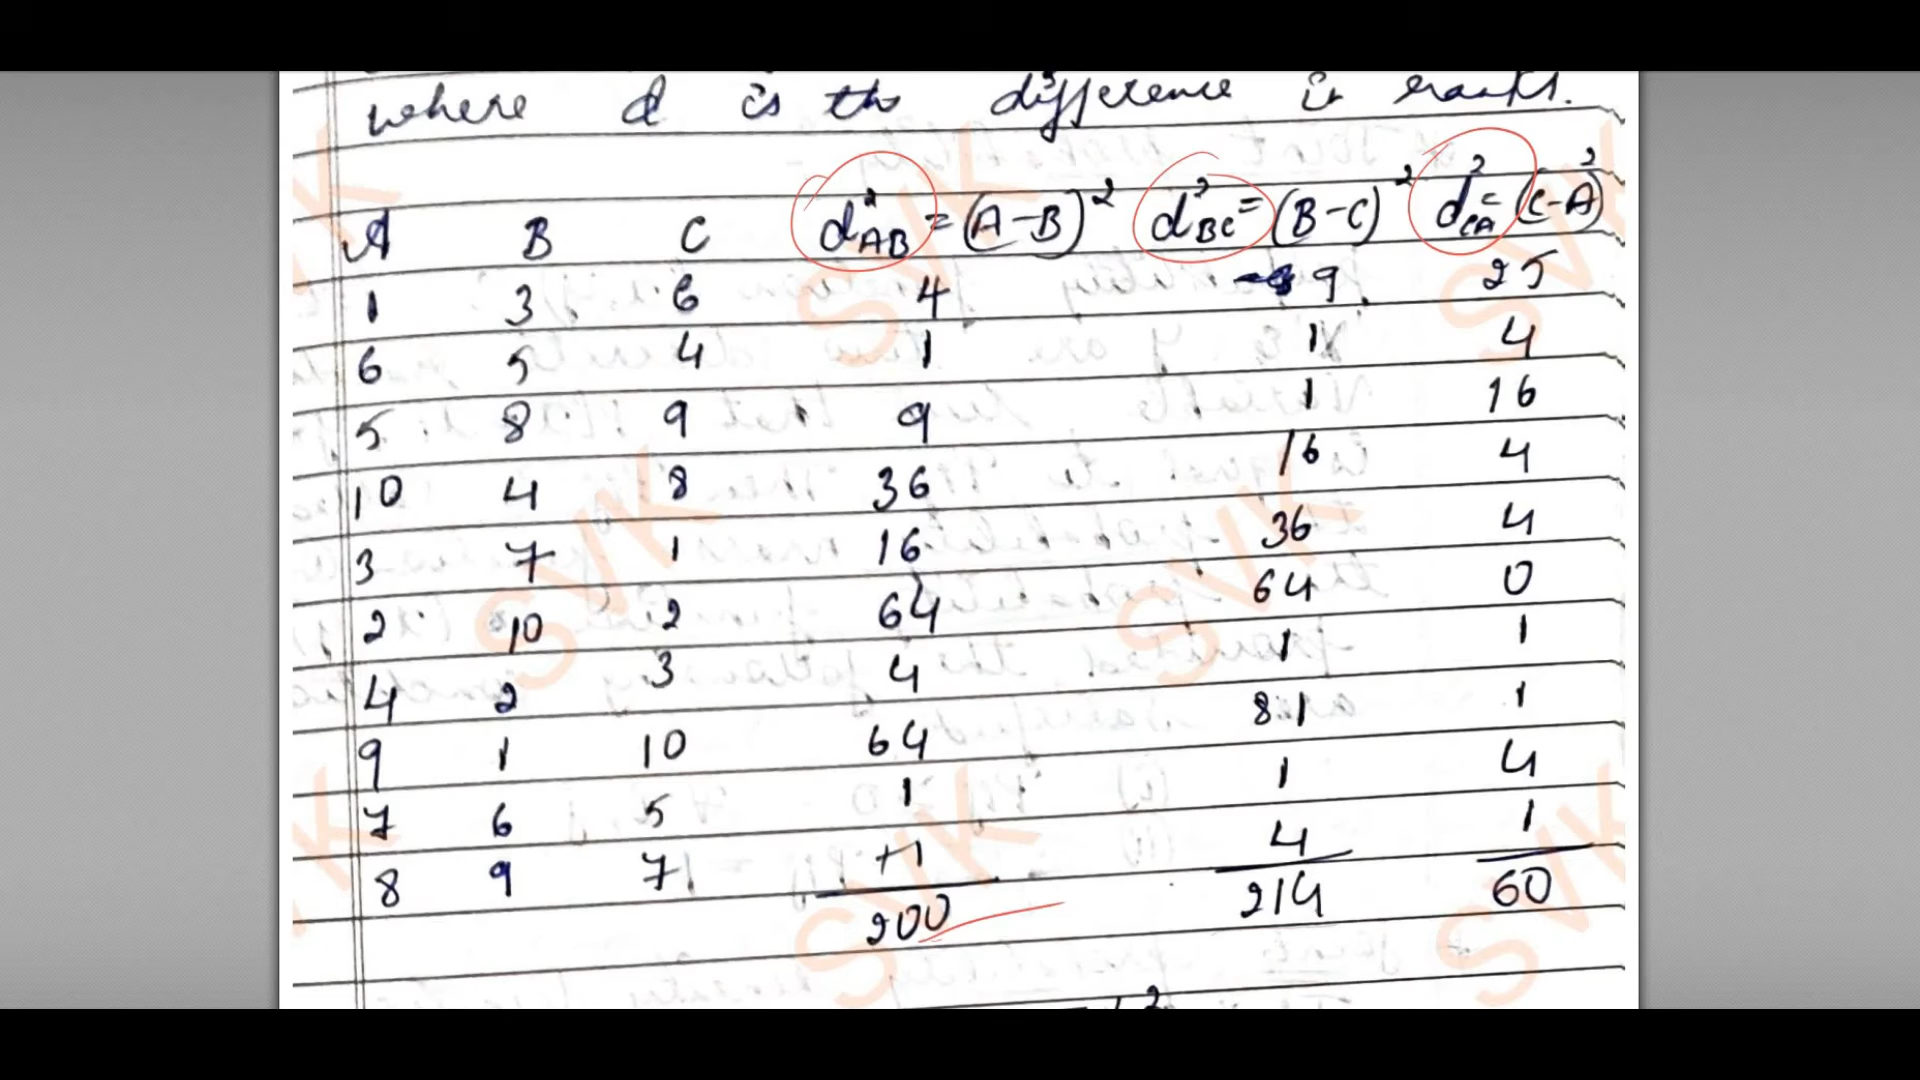 where d is the difference in ranks.
A B C d²AB = (A-B)² d²BC = (B-C)² d²CA = (C-A)²
1 3 6 4 9 25
6 5 4 1 1 4
5 8 9 9 1 16
10 4 8 36 16 4
3 7 1 16 36 4
2 10 2 64 64 0
4 2 3 4 1 1
9 1 10 64 81 1
7 6 5 1 1 4
8 9 7 +1 4 1
200 214 60
SVK